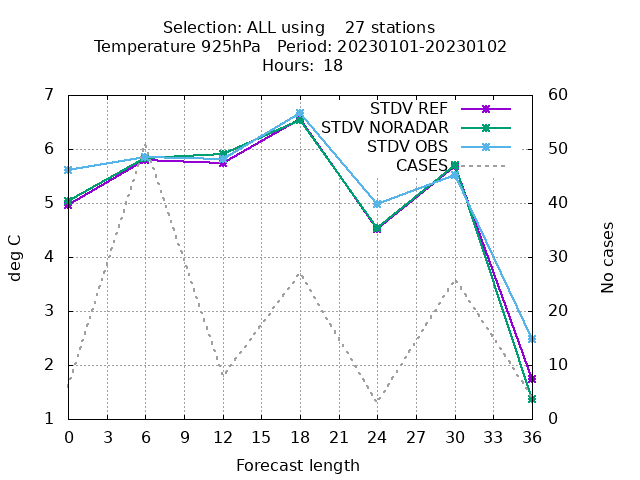 Selection: ALL using    27 stations
Temperature 925hPa   Period: 20230101-20230102
Hours: 18
STDV REF
STDV NORADAR
STDV OBS
CASES
7
6
5
4
3
2
1
deg C
60
50
40
30
20
10
0
No cases
0 3 6 9 12 15 18 21 24 27 30 33 36
Forecast length